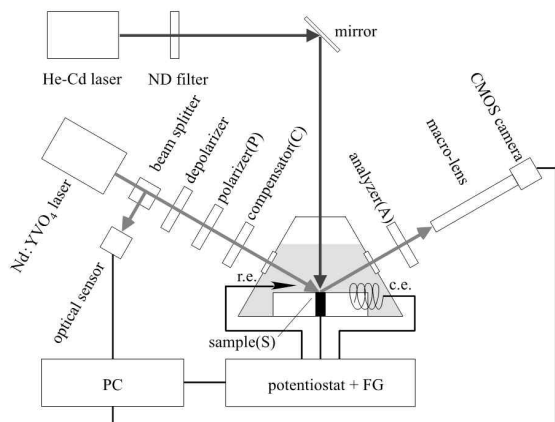 mirror
He-Cd laser
ND filter
CMOS camera
macro-lens
beam splitter
depolarizer
polarizer(P)
compensator(C)
analyzer(A)
Nd: YVO4 laser
optical sensor
r.e.
c.e.
sample(S)
PC
potentiostat + FG